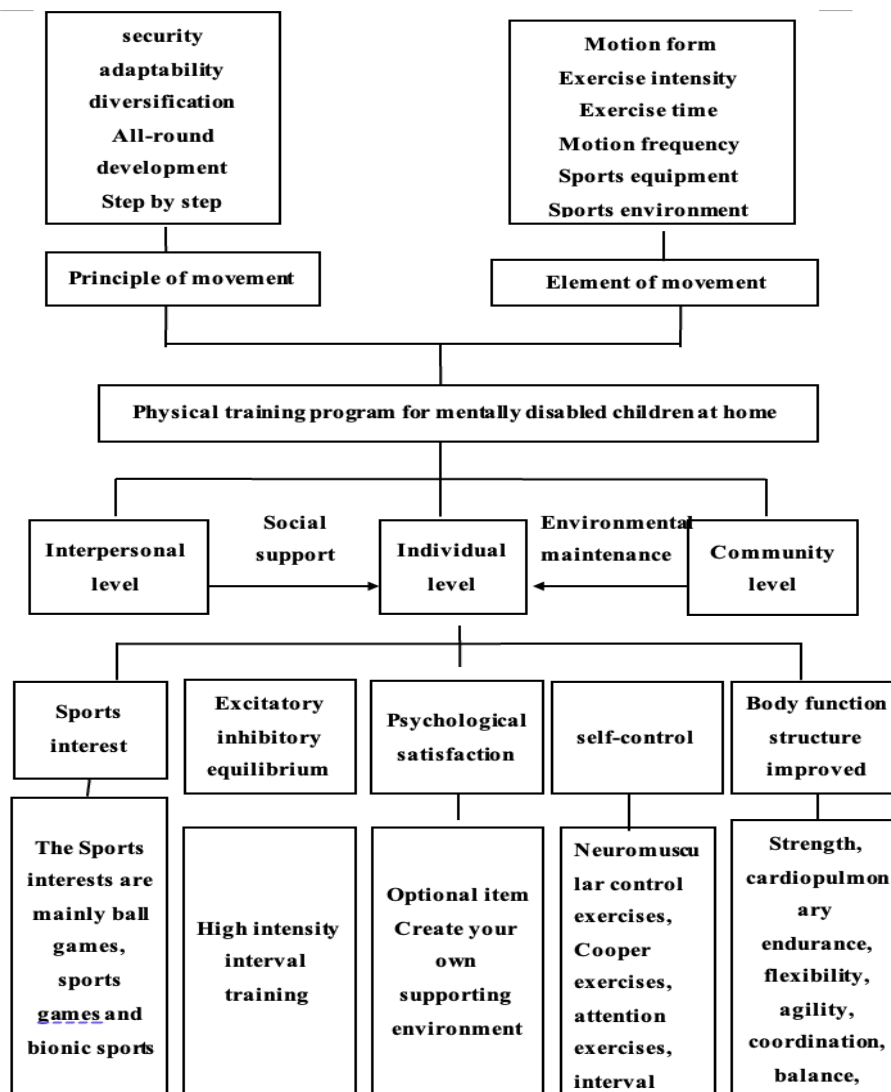 security
adaptability
diversification
All-round
development
Step by step
Motion form
Exercise intensity
Exercise time
Motion frequency
Sports equipment
Sports environment
Principle of movement
Element of movement
Physical training program for mentally disabled children at home
Interpersonal
level
Social
support
Individual
level
Environmental
maintenance
Community
level
Sports
interest
Excitatory
inhibitory
equilibrium
Psychological
satisfaction
self-control
Body function
structure
improved
The Sports
interests are
mainly ball
games,
sports
games and
bionic sports
High intensity
interval
training
Optional item
Create your
own
supporting
environment
Neuromuscu
lar control
exercises,
Cooper
exercises,
attention
exercises,
interval
Strength,
cardiopulmon
ary
endurance,
flexibility,
agility,
coordination,
balance,